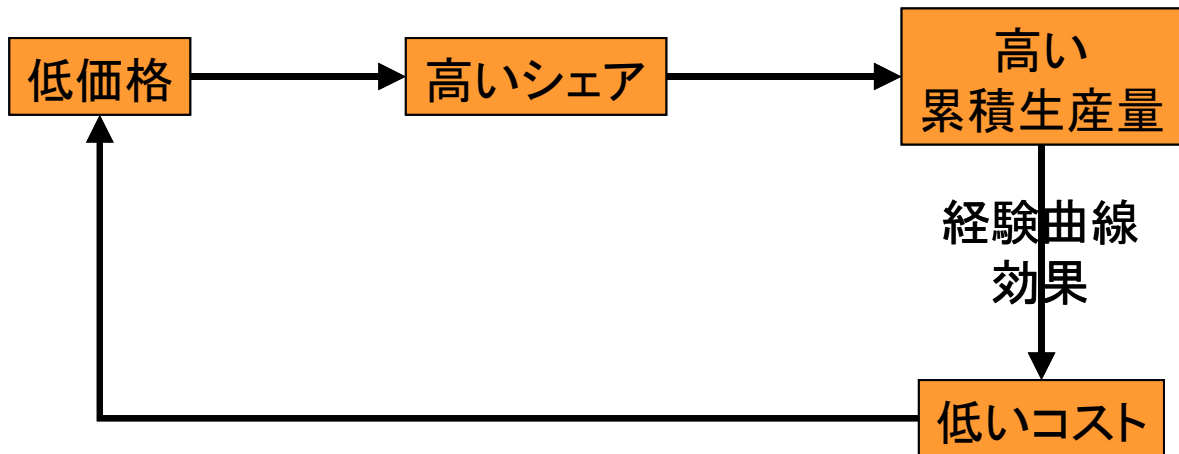 低価格
高いシェア
高い
累積生産量
経験曲線
効果
低いコスト